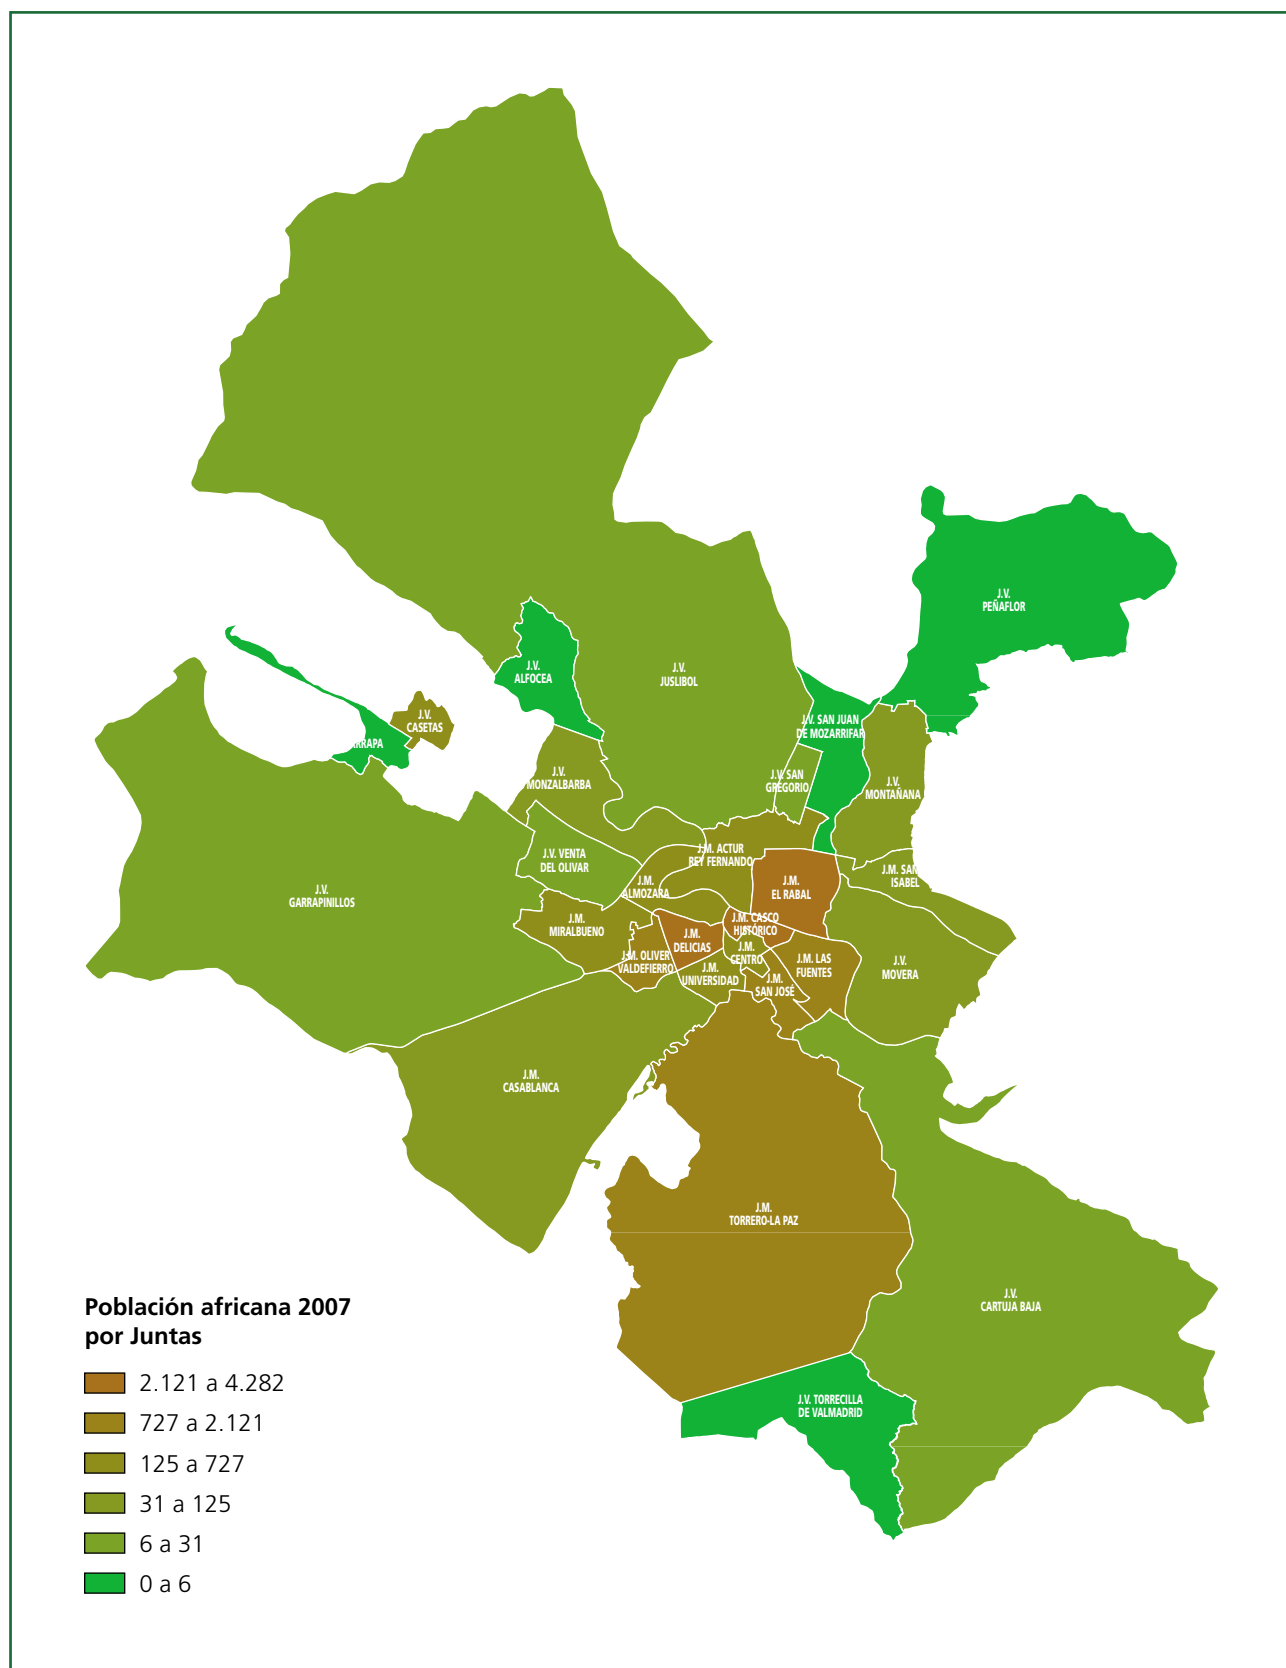 J.V.
PEÑAFLOR
J.V.
ALFOCEA
J.V.
JUSLIBOL
J.V.
CASETAS
J.V. SAN JUAN
DE MOZARRIFAR
J.V.
MONZALBARBA
J.V. SAN
GREGORIO
J.V.
MONTAÑANA
J.V. VENTA
DEL OLIVAR
J.M. ACTUR
REY FERNANDO
J.M. SAN
ISABEL
J.V.
GARRAPINILLOS
J.M.
ALMOZARA
J.M.
EL RABAL
J.M.
MIRALBUENO
J.M. CASCO
HISTÓRICO
J.M.
DELICIAS
J.M. OLIVER
VALDEFIERRO
J.M.
CENTRO
J.M. LAS
FUENTES
J.V.
MOVERA
J.M.
UNIVERSIDAD
J.M.
SAN JOSÉ
J.M.
CASABLANCA
J.M.
TORRERO-LA PAZ
J.V.
CARTUJA BAJA
J.V. TORRECILLA
DE VALMADRID
Población africana 2007
por Juntas
2.121 a 4.282
727 a 2.121
125 a 727
31 a 125
6 a 31
0 a 6